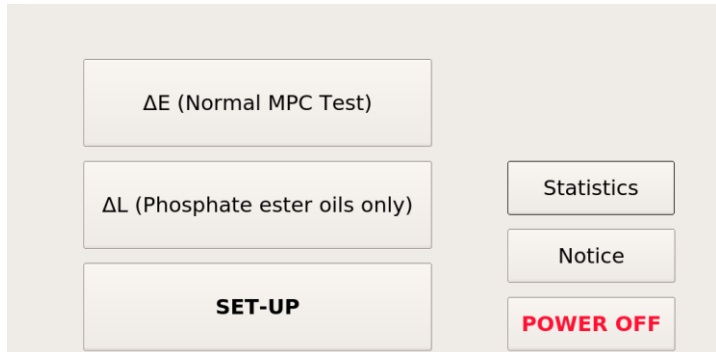 ΔE (Normal MPC Test)
ΔL (Phosphate ester oils only)
SET-UP
Statistics
Notice
POWER OFF